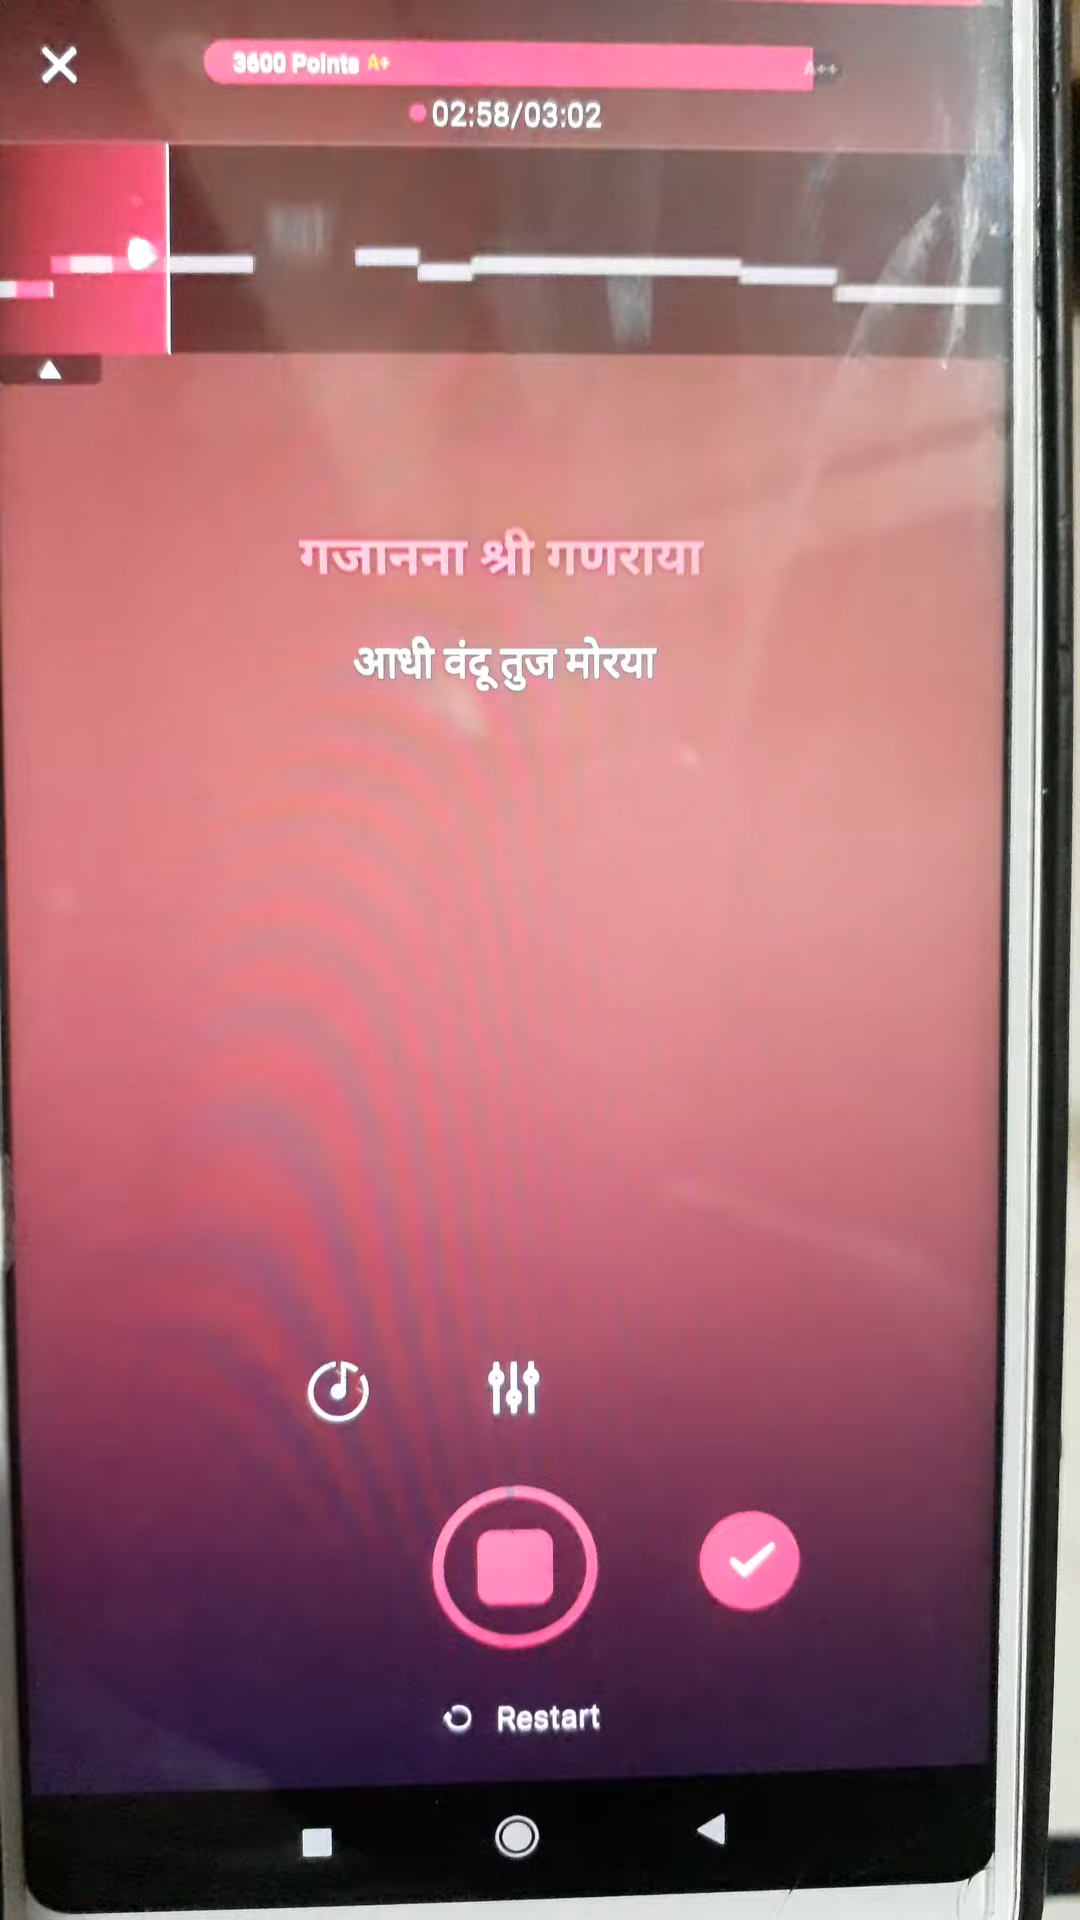 3600 Points A+
A++
02:58/03:02
गजानना श्री गणराया
आधी वंदू तुज मोरया
Restart